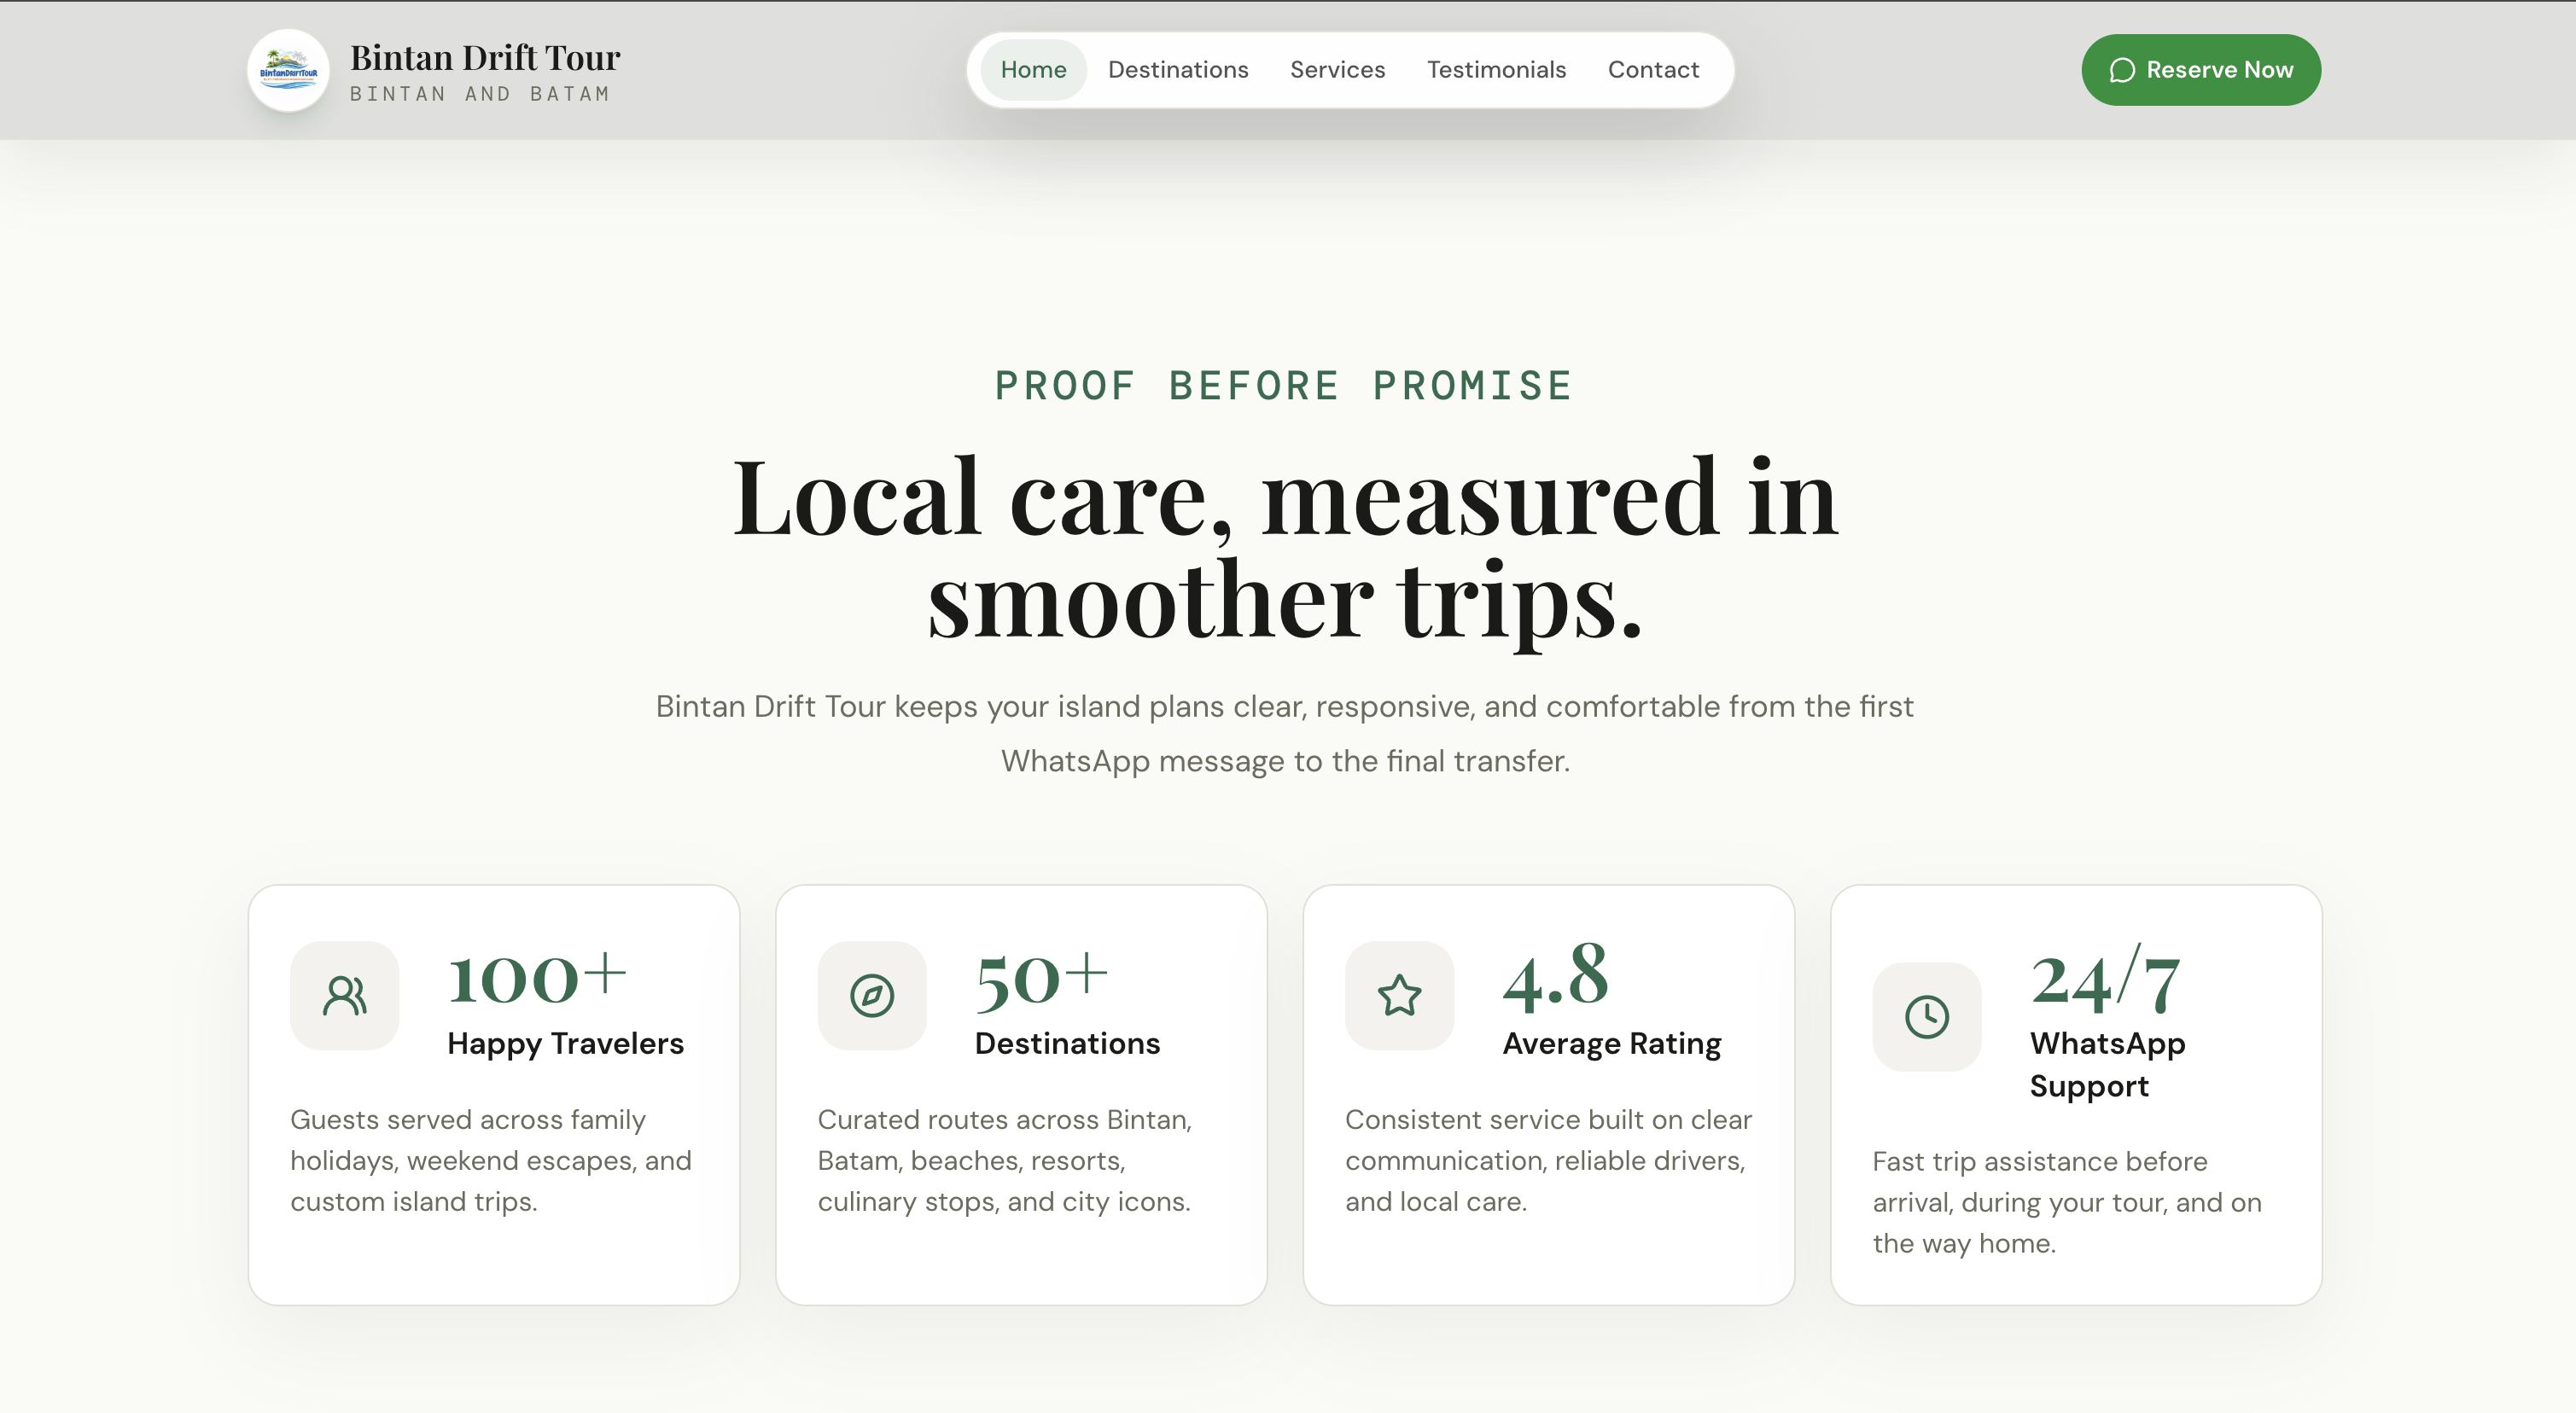 BintanDRIFTTOUR
Bintan Drift Tour
BINTAN AND BATAM
Home
Destinations
Services
Testimonials
Contact
Reserve Now
PROOF BEFORE PROMISE
Local care, measured in
smoother trips.
Bintan Drift Tour keeps your island plans clear, responsive, and comfortable from the first
WhatsApp message to the final transfer.
100+
Happy Travelers
Guests served across family
holidays, weekend escapes, and
custom island trips.
50+
Destinations
Curated routes across Bintan,
Batam, beaches, resorts,
culinary stops, and city icons.
4.8
Average Rating
Consistent service built on clear
communication, reliable drivers,
and local care.
24/7
WhatsApp
Support
Fast trip assistance before
arrival, during your tour, and on
the way home.